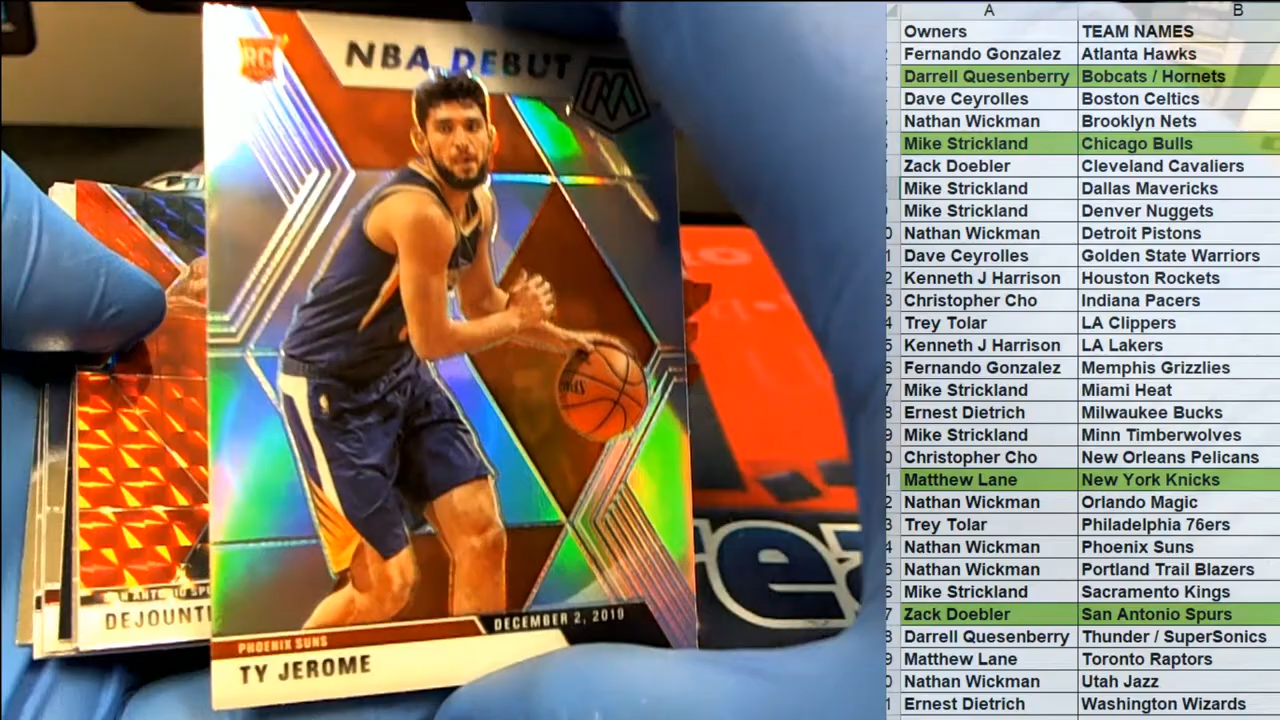 RC
NBA DEBUT
M
DECEMBER 2, 2019
PHOENIX SUNS
TY JEROME
DEJOUNT
A B
Owners TEAM NAMES
Fernando Gonzalez Atlanta Hawks
Darrell Quesenberry Bobcats / Hornets
Dave Ceyrolles Boston Celtics
Nathan Wickman Brooklyn Nets
Mike Strickland Chicago Bulls
Zack Doebler Cleveland Cavaliers
Mike Strickland Dallas Mavericks
Mike Strickland Denver Nuggets
Nathan Wickman Detroit Pistons
Dave Ceyrolles Golden State Warriors
Kenneth J Harrison Houston Rockets
Christopher Cho Indiana Pacers
Trey Tolar LA Clippers
Kenneth J Harrison LA Lakers
Fernando Gonzalez Memphis Grizzlies
Mike Strickland Miami Heat
Ernest Dietrich Milwaukee Bucks
Mike Strickland Minn Timberwolves
Christopher Cho New Orleans Pelicans
Matthew Lane New York Knicks
Nathan Wickman Orlando Magic
Trey Tolar Philadelphia 76ers
Nathan Wickman Phoenix Suns
Nathan Wickman Portland Trail Blazers
Mike Strickland Sacramento Kings
Zack Doebler San Antonio Spurs
Darrell Quesenberry Thunder / SuperSonics
Matthew Lane Toronto Raptors
Nathan Wickman Utah Jazz
Ernest Dietrich Washington Wizards